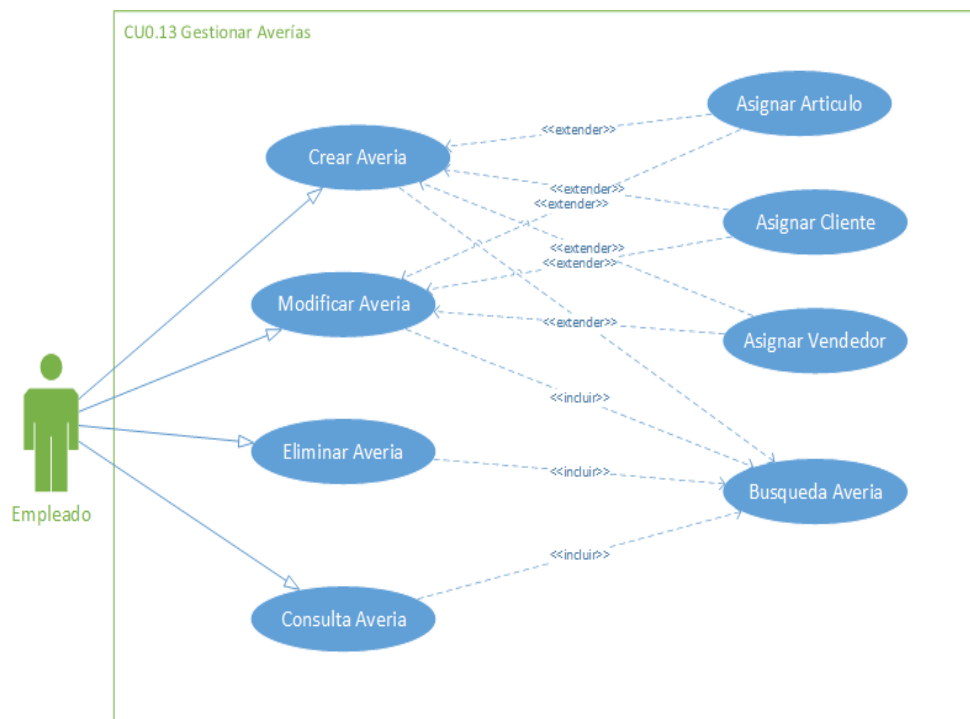 CU0.13 Gestionar Averías
Asignar Articulo
<<extender>>
Crear Averia
<<extender>>
<<extender>>
Asignar Cliente
<<extender>>
<<extender>>
Modificar Averia
<<extender>>
Asignar Vendedor
<<incluir>>
Eliminar Averia
<<incluir>>
Busqueda Averia
Empleado
<<incluir>>
Consulta Averia